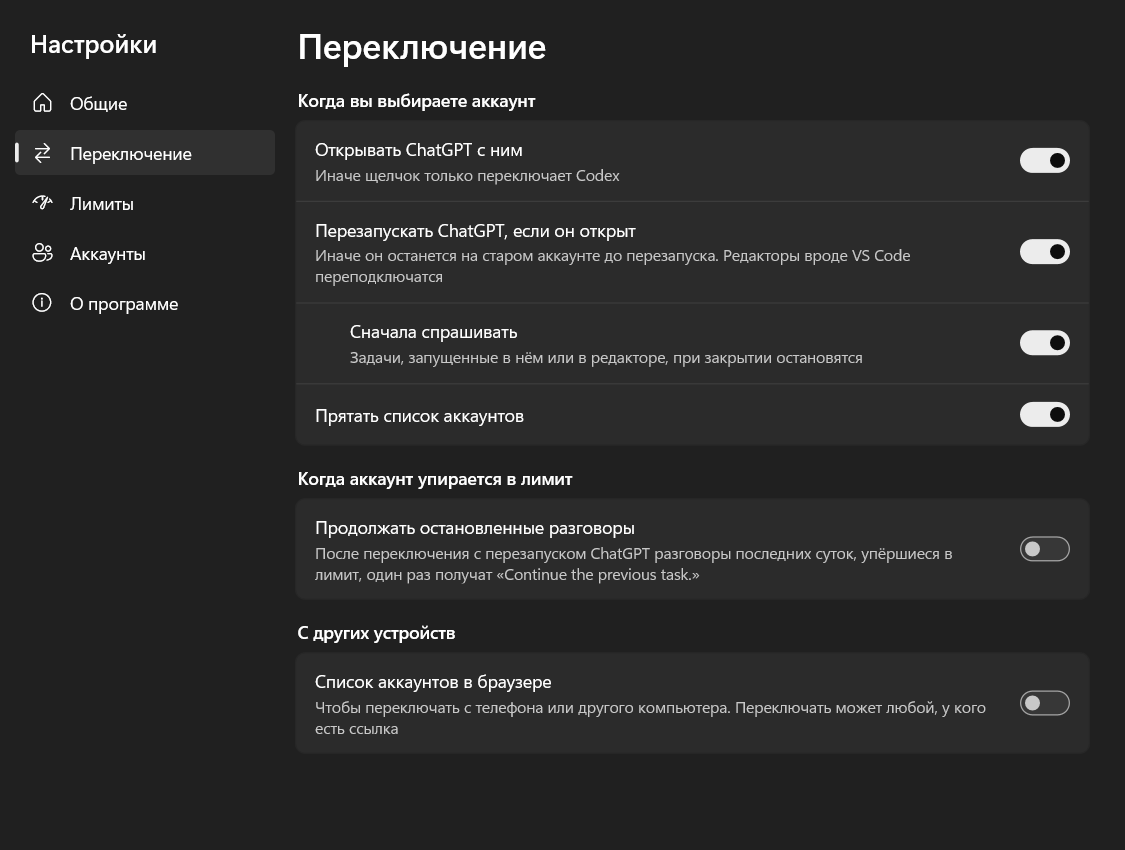 Настройки
Общие
Переключение
Лимиты
Аккаунты
О программе
Переключение
Когда вы выбираете аккаунт
Открывать ChatGPT с ним
Иначе щелчок только переключает Codex
Перезапускать ChatGPT, если он открыт
Иначе он останется на старом аккаунте до перезапуска. Редакторы вроде VS Code
переподключатся
Сначала спрашивать
Задачи, запущенные в нём или в редакторе, при закрытии остановятся
Прятать список аккаунтов
Когда аккаунт упирается в лимит
Продолжать остановленные разговоры
После переключения с перезапуском ChatGPT разговоры последних суток, упёршиеся в
лимит, один раз получат «Continue the previous task.»
С других устройств
Список аккаунтов в браузере
Чтобы переключать с телефона или другого компьютера. Переключать может любой, у кого
есть ссылка